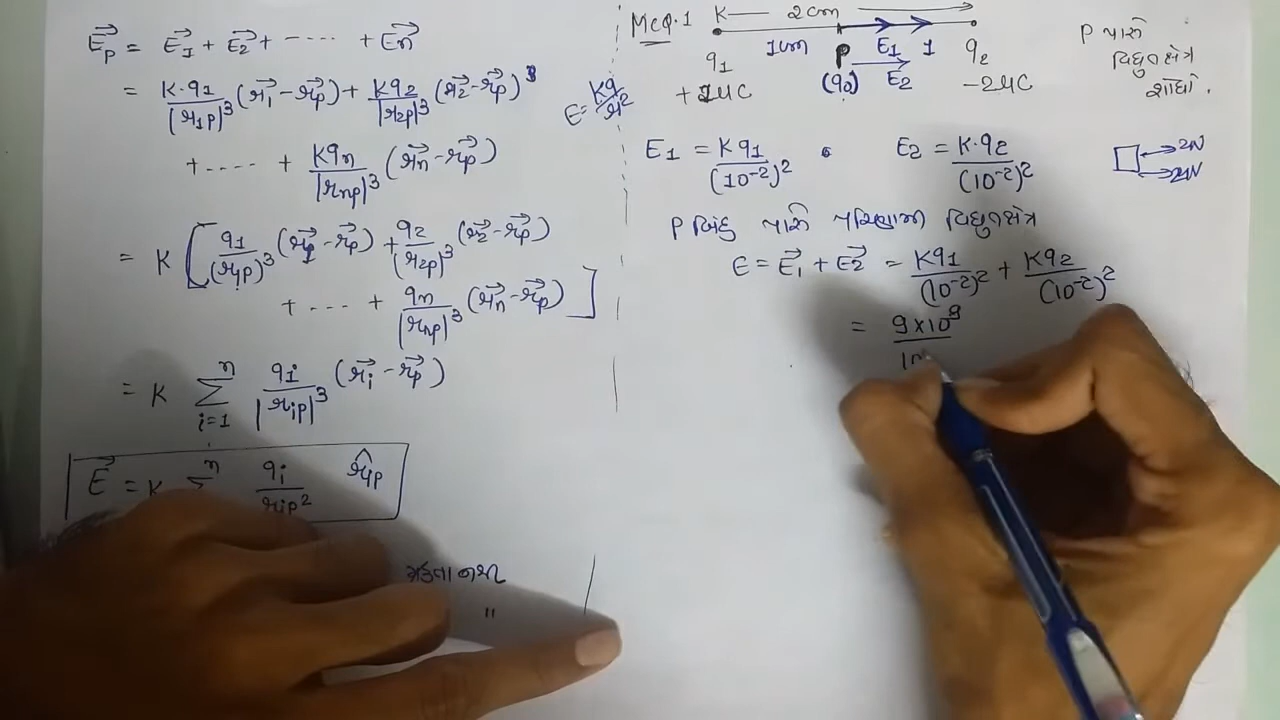 E⃗p = E⃗1 + E⃗2 + ---- + E⃗n
= K·q1/|r1p|³ (r⃗1 - r⃗p) + Kq2/|r2p|³ (r⃗2 - r⃗p)³
+ ---- + Kqn/|rnp|³ (r⃗n - r⃗p)
= K [ q1/(r1p)³ (r⃗1 - r⃗p) + q2/(r2p)³ (r⃗2 - r⃗p)
+ ---- + qn/|rnp|³ (r⃗n - r⃗p) ]
= K Σ n i=1 qi/|rip|³ (r⃗i - r⃗p)
E⃗ = K n qi/rip² r̂ip
"
E = Kq/r²
MCQ.1 K— 2cm
1cm P E1 1
q1 (q0) E2 q2
-2μC
P પાસે
વિદ્યુતક્ષેત્ર
શોધો.
E1 = Kq1/(10⁻²)² E2 = K·q2/(10⁻²)²
2N
2N
P બિંદુ પાસે પરિણામી વિદ્યુતક્ષેત્ર
E = E⃗1 + E⃗2 = Kq1/(10⁻²)² + Kq2/(10⁻²)²
= 9×10⁹/10